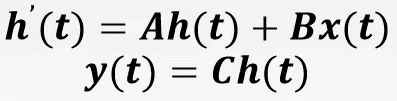 h'(t) = Ah(t) + Bx(t)
y(t) = Ch(t)